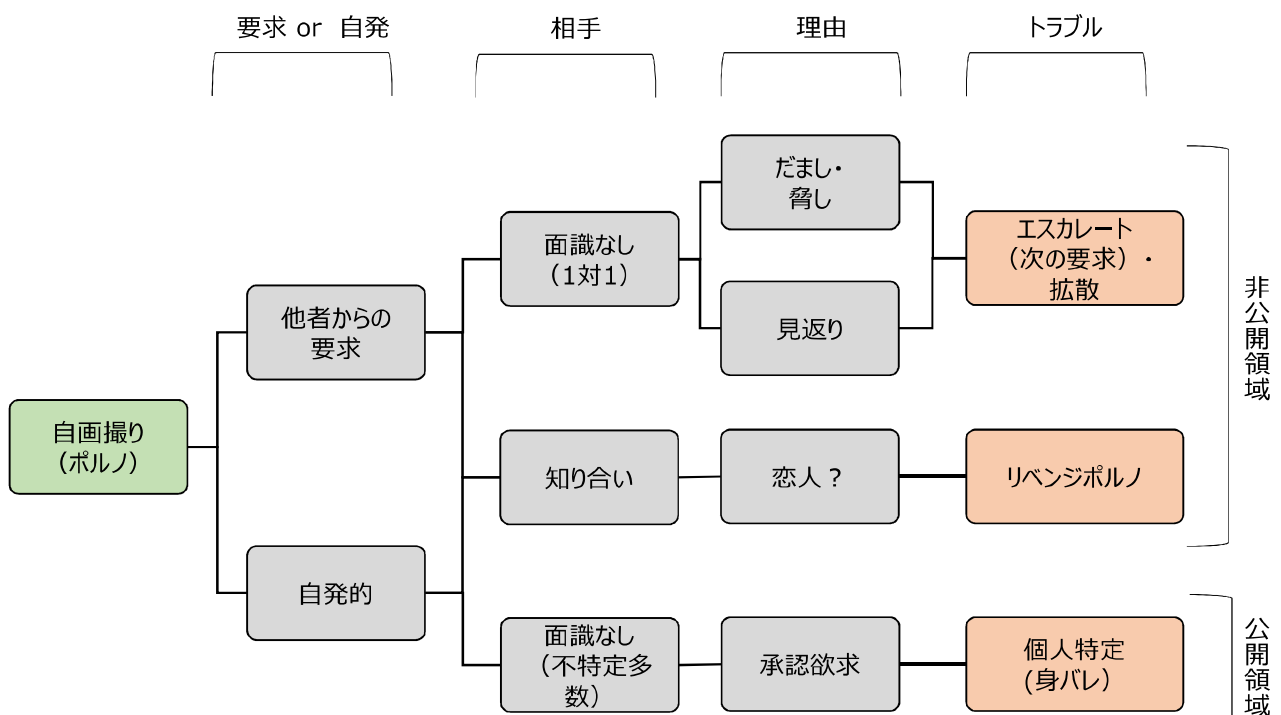 要求 or 自発
相手
理由
トラブル
だまし・
脅し
面識なし
（1対1）
エスカレート
（次の要求）・
拡散
他者からの
要求
見返り
非公開領域
自画撮り
（ポルノ）
知り合い
恋人？
リベンジポルノ
自発的
面識なし
（不特定多
数）
承認欲求
個人特定
(身バレ）
公開領域